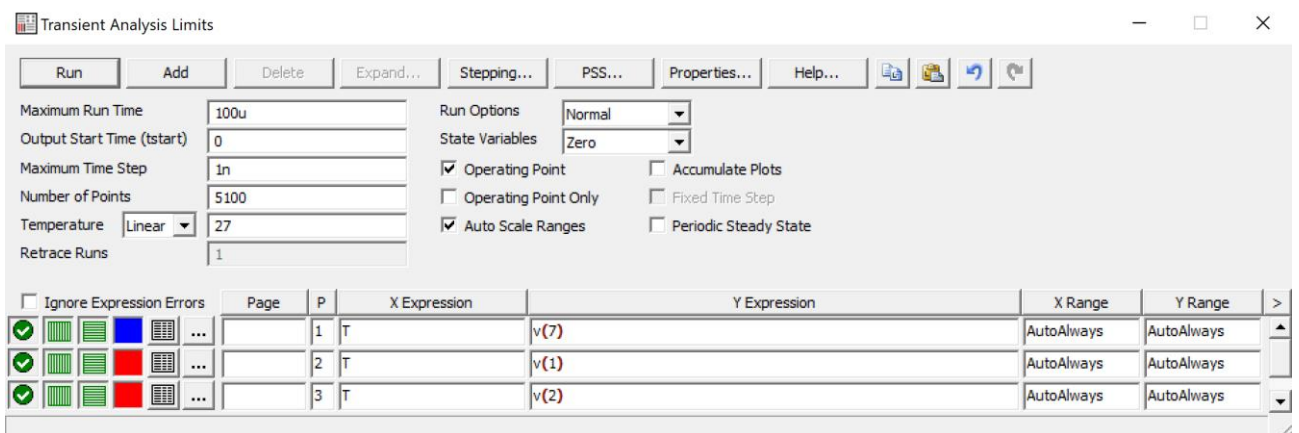 Transient Analysis Limits
Run Add Delete Expand... Stepping... PSS... Properties... Help...
Maximum Run Time 100u Run Options Normal
Output Start Time (tstart) 0 State Variables Zero
Maximum Time Step 1n Operating Point Accumulate Plots
Number of Points 5100 Operating Point Only Fixed Time Step
Temperature Linear 27 Auto Scale Ranges Periodic Steady State
Retrace Runs 1
Ignore Expression Errors Page P X Expression Y Expression X Range Y Range >
... 1 T v(7) AutoAlways AutoAlways
... 2 T v(1) AutoAlways AutoAlways
... 3 T v(2) AutoAlways AutoAlways